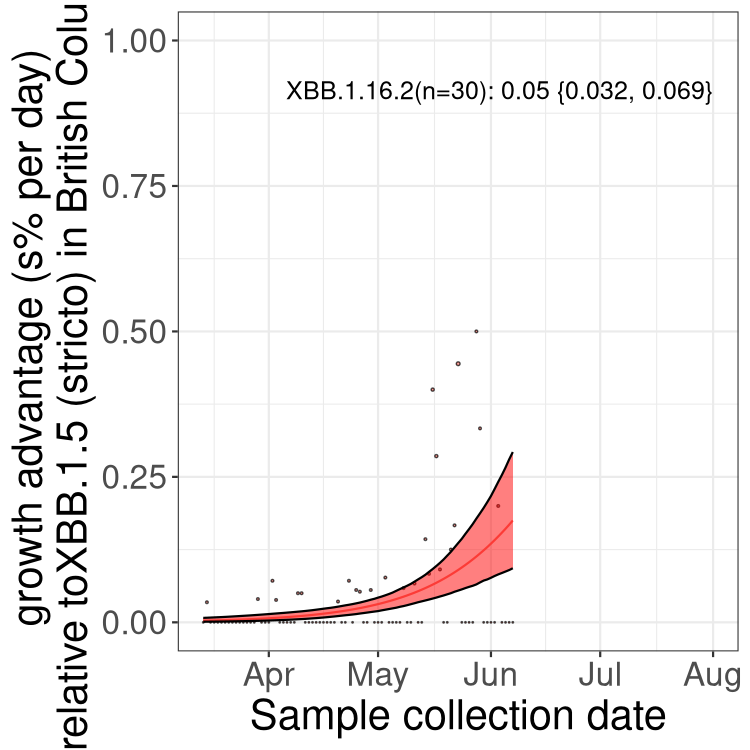 growth advantage (s% per day)
relative toXBB.1.5 (stricto) in British Colu
1.00
0.75
0.50
0.25
0.00
XBB.1.16.2(n=30): 0.05 {0.032, 0.069}
Apr
May
Jun
Jul
Aug
Sample collection date